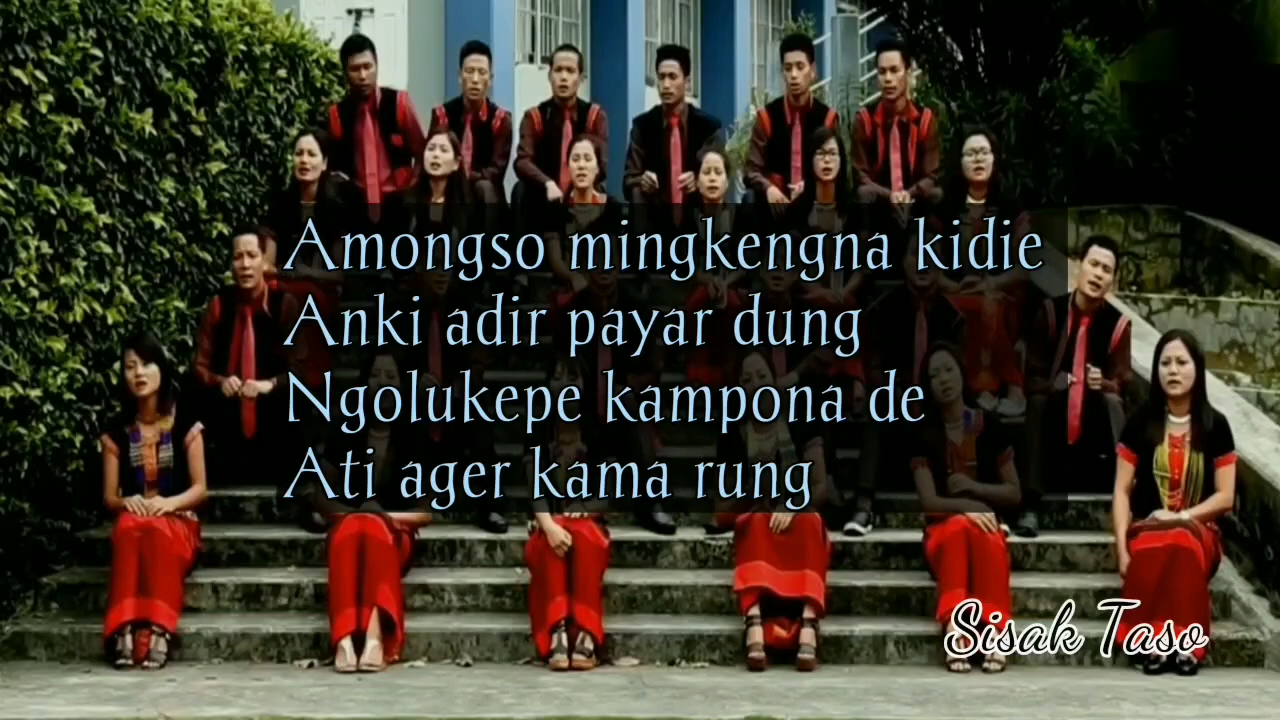 Amongso mingkengna kidie
Anki adir payar dung
Ngolukepe kampona de
Ati ager kama rung
Sisak Taso